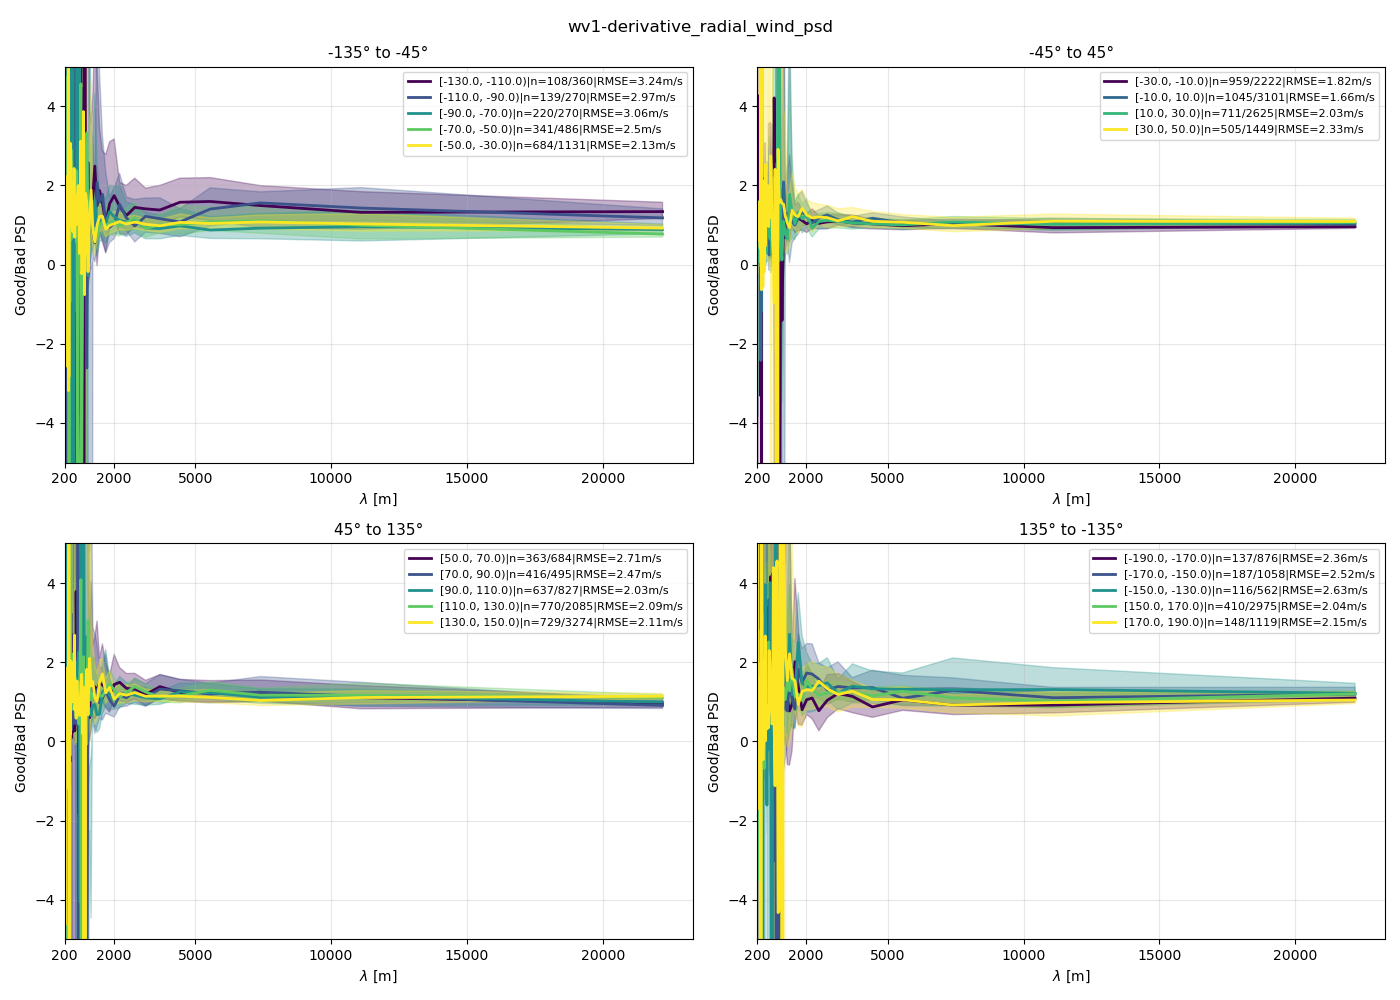 wv1-derivative_radial_wind_psd
-135° to -45°
[-130.0, -110.0)|n=108/360|RMSE=3.24m/s
[-110.0, -90.0)|n=139/270|RMSE=2.97m/s
[-90.0, -70.0)|n=220/270|RMSE=3.06m/s
[-70.0, -50.0)|n=341/486|RMSE=2.5m/s
[-50.0, -30.0)|n=684/1131|RMSE=2.13m/s
Good/Bad PSD
4
2
0
−2
−4
200 2000 5000 10000 15000 20000
λ [m]
-45° to 45°
[-30.0, -10.0)|n=959/2222|RMSE=1.82m/s
[-10.0, 10.0)|n=1045/3101|RMSE=1.66m/s
[10.0, 30.0)|n=711/2625|RMSE=2.03m/s
[30.0, 50.0)|n=505/1449|RMSE=2.33m/s
Good/Bad PSD
4
2
0
−2
−4
200 2000 5000 10000 15000 20000
λ [m]
45° to 135°
[50.0, 70.0)|n=363/684|RMSE=2.71m/s
[70.0, 90.0)|n=416/495|RMSE=2.47m/s
[90.0, 110.0)|n=637/827|RMSE=2.03m/s
[110.0, 130.0)|n=770/2085|RMSE=2.09m/s
[130.0, 150.0)|n=729/3274|RMSE=2.11m/s
Good/Bad PSD
4
2
0
−2
−4
200 2000 5000 10000 15000 20000
λ [m]
135° to -135°
[-190.0, -170.0)|n=137/876|RMSE=2.36m/s
[-170.0, -150.0)|n=187/1058|RMSE=2.52m/s
[-150.0, -130.0)|n=116/562|RMSE=2.63m/s
[150.0, 170.0)|n=410/2975|RMSE=2.04m/s
[170.0, 190.0)|n=148/1119|RMSE=2.15m/s
Good/Bad PSD
4
2
0
−2
−4
200 2000 5000 10000 15000 20000
λ [m]